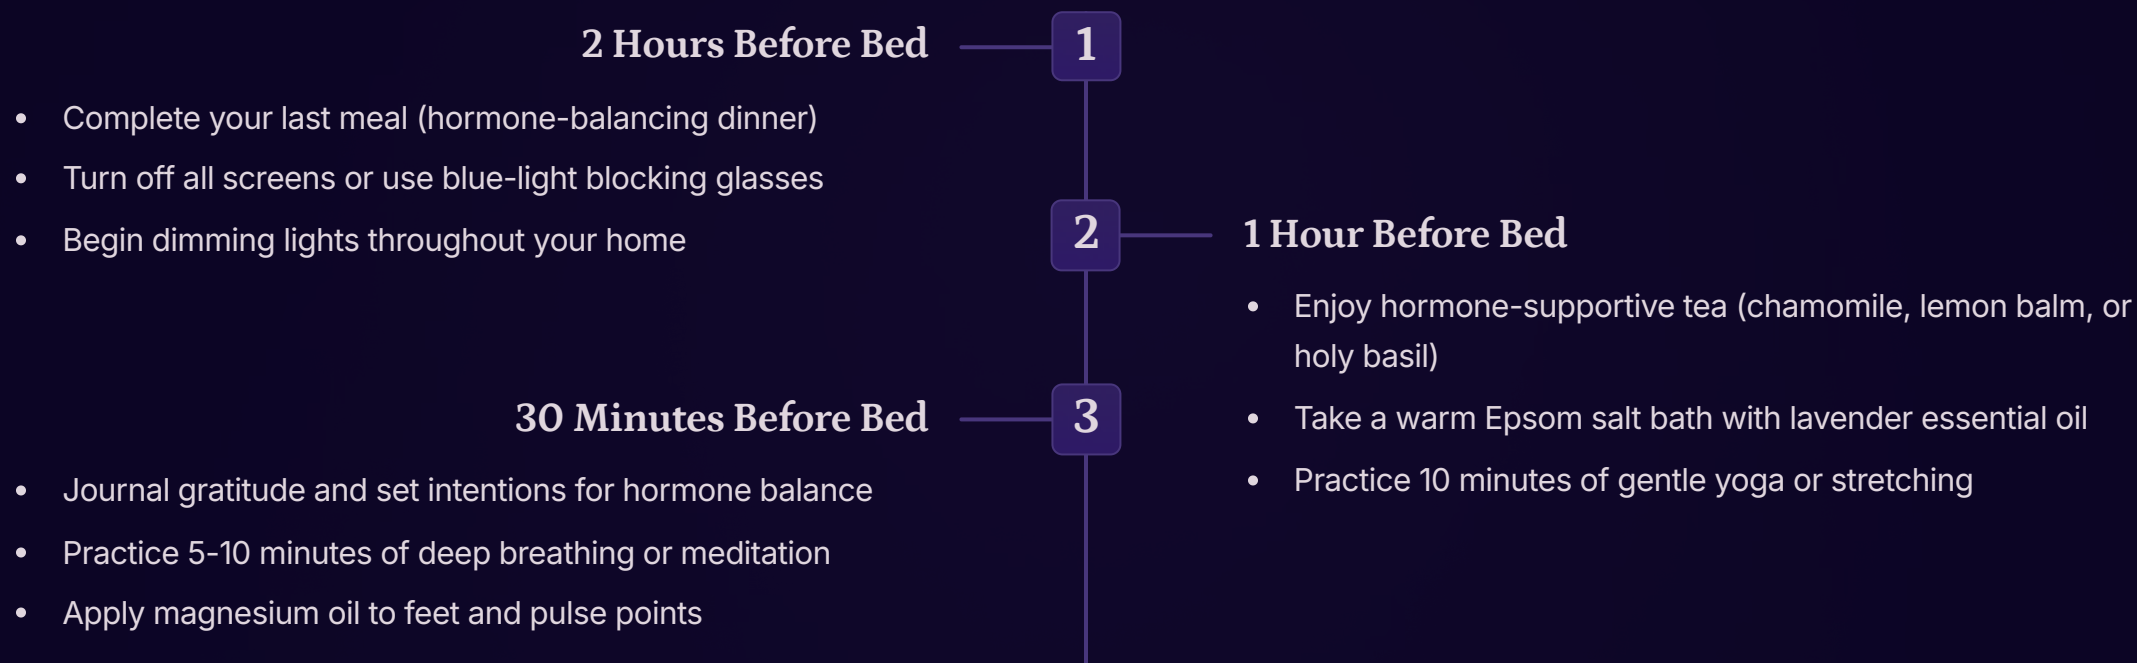 2 Hours Before Bed
1
• Complete your last meal (hormone-balancing dinner)
• Turn off all screens or use blue-light blocking glasses
• Begin dimming lights throughout your home
2
1 Hour Before Bed
• Enjoy hormone-supportive tea (chamomile, lemon balm, or
holy basil)
• Take a warm Epsom salt bath with lavender essential oil
• Practice 10 minutes of gentle yoga or stretching
30 Minutes Before Bed
3
• Journal gratitude and set intentions for hormone balance
• Practice 5-10 minutes of deep breathing or meditation
• Apply magnesium oil to feet and pulse points